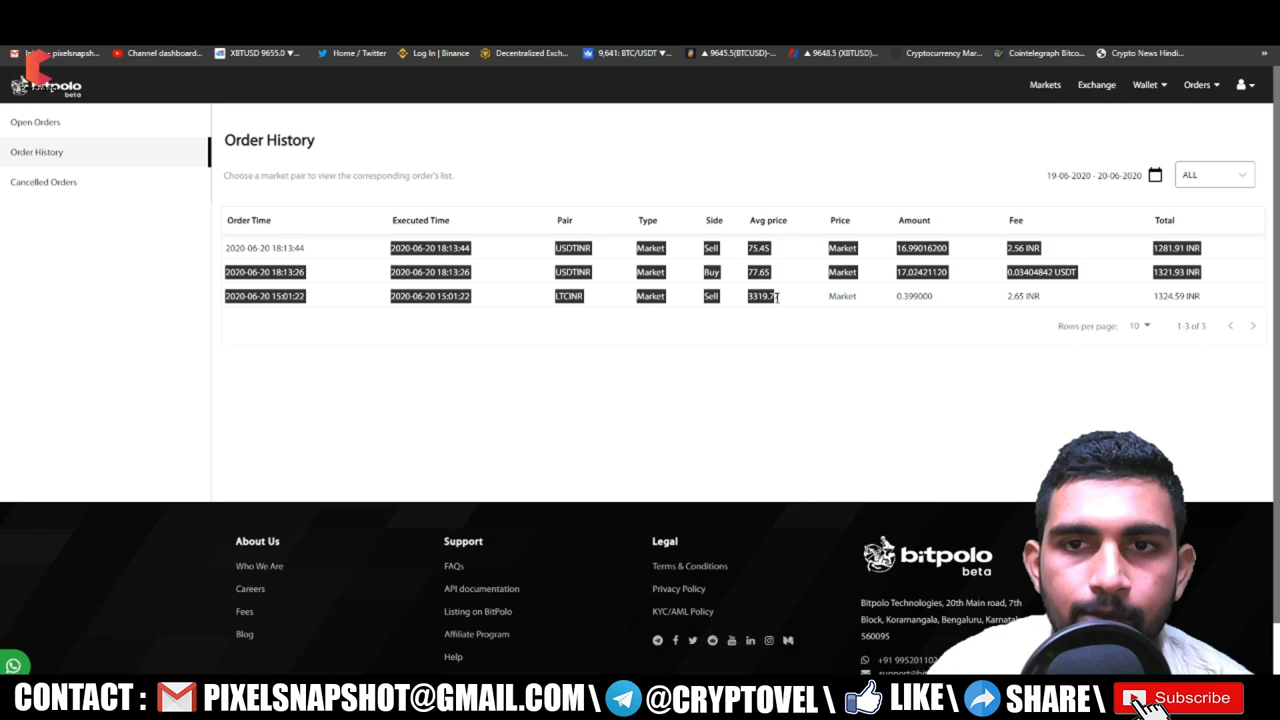 pixelsnapsh... Channel dashboard... XBTUSD 9655.0 ▼... Home / Twitter Log In | Binance Decentralized Exch... 9,641: BTC/USDT ▼... ▲ 9645.5(BTCUSD)-... ▲ 9648.5 (XBTUSD)... Cryptocurrency Mar... Cointelegraph Bitco... Crypto News Hindi... »
beta
Markets Exchange Wallet Orders
Open Orders
Order History
Cancelled Orders
Order History
Choose a market pair to view the corresponding order's list.
19-06-2020 - 20-06-2020 ALL
Order Time Executed Time Pair Type Side Avg price Price Amount Fee Total
2020-06-20 18:13:44 2020-06-20 18:13:44 USDTINR Market Sell 75.45 Market 16.99016200 2.56 INR 1281.91 INR
2020-06-20 18:13:26 2020-06-20 18:13:26 USDTINR Market Buy 77.65 Market 17.02421120 0.03404842 USDT 1321.93 INR
2020-06-20 15:01:22 2020-06-20 15:01:22 LTCINR Market Sell 3319.7 Market 0.399000 2.65 INR 1324.59 INR
Rows per page: 10 1-3 of 3
About Us
Who We Are
Careers
Fees
Blog
Support
FAQs
API documentation
Listing on BitPolo
Affiliate Program
Help
Legal
Terms & Conditions
Privacy Policy
KYC/AML Policy
bitpolo
beta
Bitpolo Technologies, 20th Main road, 7th
Block, Koramangala, Bengaluru,
560095
+91 995201102
CONTACT : PIXELSNAPSHOT@GMAIL.COM \ @CRYPTOVEL \ LIKE \ SHARE \ Subscribe